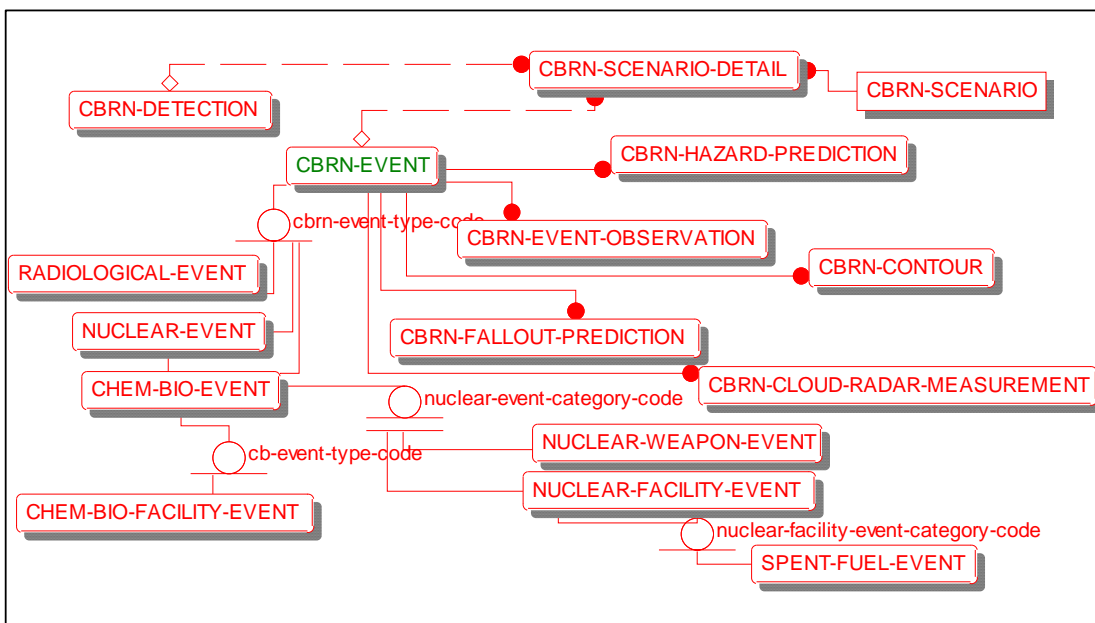 CBRN-SCENARIO-DETAIL
CBRN-SCENARIO
CBRN-DETECTION
CBRN-EVENT
CBRN-HAZARD-PREDICTION
cbrn-event-type-code
CBRN-EVENT-OBSERVATION
RADIOLOGICAL-EVENT
CBRN-CONTOUR
NUCLEAR-EVENT
CBRN-FALLOUT-PREDICTION
CHEM-BIO-EVENT
CBRN-CLOUD-RADAR-MEASUREMENT
nuclear-event-category-code
NUCLEAR-WEAPON-EVENT
cb-event-type-code
NUCLEAR-FACILITY-EVENT
CHEM-BIO-FACILITY-EVENT
nuclear-facility-event-category-code
SPENT-FUEL-EVENT